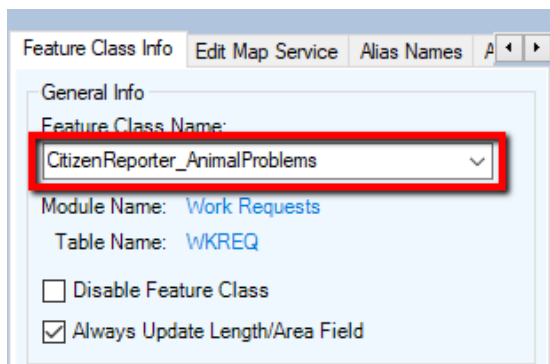 Feature Class Info Edit Map Service Alias Names A
General Info
Feature Class Name:
CitizenReporter_AnimalProblems
Module Name: Work Requests
Table Name: WKREQ
Disable Feature Class
Always Update Length/Area Field